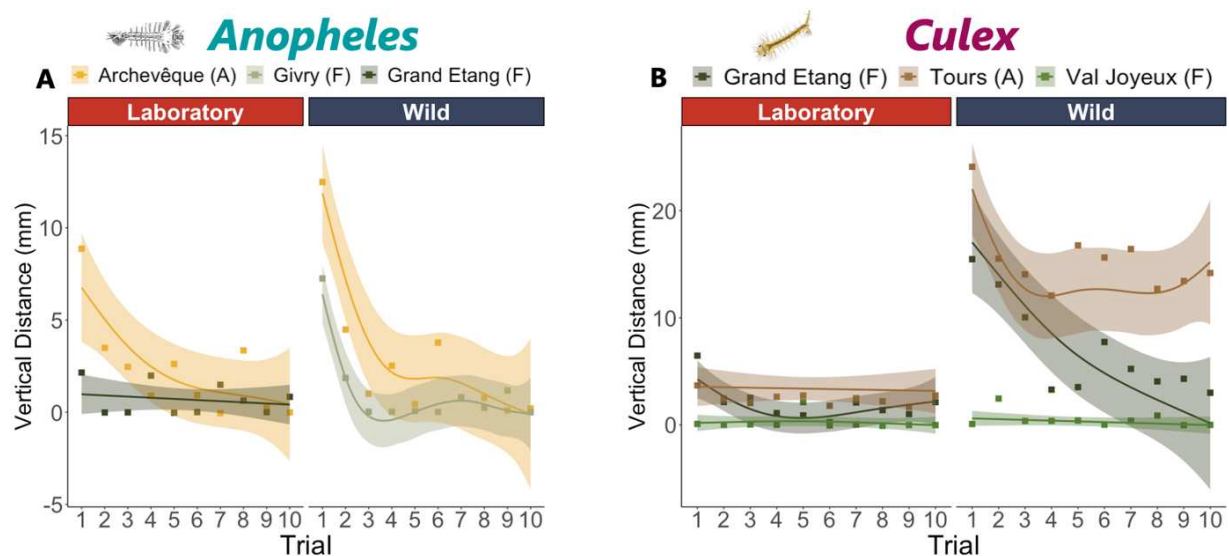 Anopheles
A Archevêque (A) Givry (F) Grand Etang (F)
Laboratory Wild
15
10
5
0
-5
Vertical Distance (mm)
1 2 3 4 5 6 7 8 9 10 1 2 3 4 5 6 7 8 9 10
Trial
Culex
B Grand Etang (F) Tours (A) Val Joyeux (F)
Laboratory Wild
20
10
0
Vertical Distance (mm)
1 2 3 4 5 6 7 8 9 10 1 2 3 4 5 6 7 8 9 10
Trial